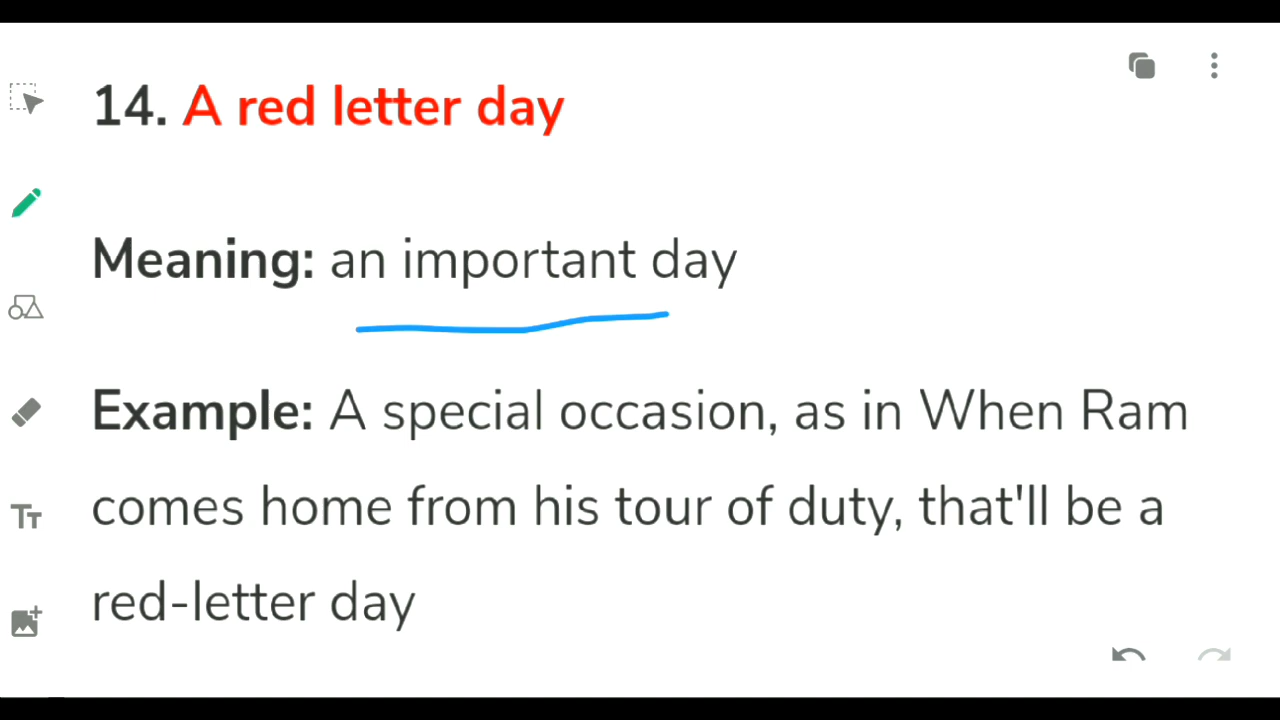 14. A red letter day
Meaning: an important day
Example: A special occasion, as in When Ram
comes home from his tour of duty, that'll be a
red-letter day